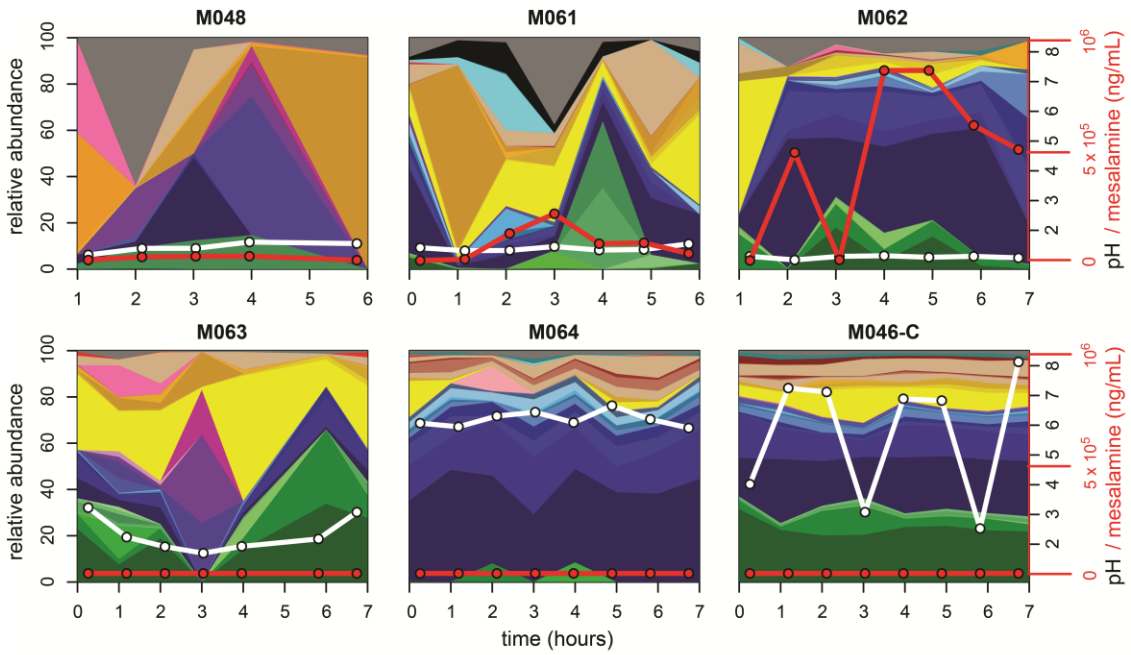 M048 M061 M062
relative abundance
100
80
60
40
20
0
1 2 3 4 5 6
0 1 2 3 4 5 6
1 2 3 4 5 6 7
8
7
6
5
4
3
2
1
10⁶
5 x 10⁵
0
pH / mesalamine (ng/mL)
M063 M064 M046-C
relative abundance
100
80
60
40
20
0
0 1 2 3 4 5 6 7
0 1 2 3 4 5 6 7
0 1 2 3 4 5 6 7
8
7
6
5
4
3
2
10⁶
5 x 10⁵
0
pH / mesalamine (ng/mL)
time (hours)